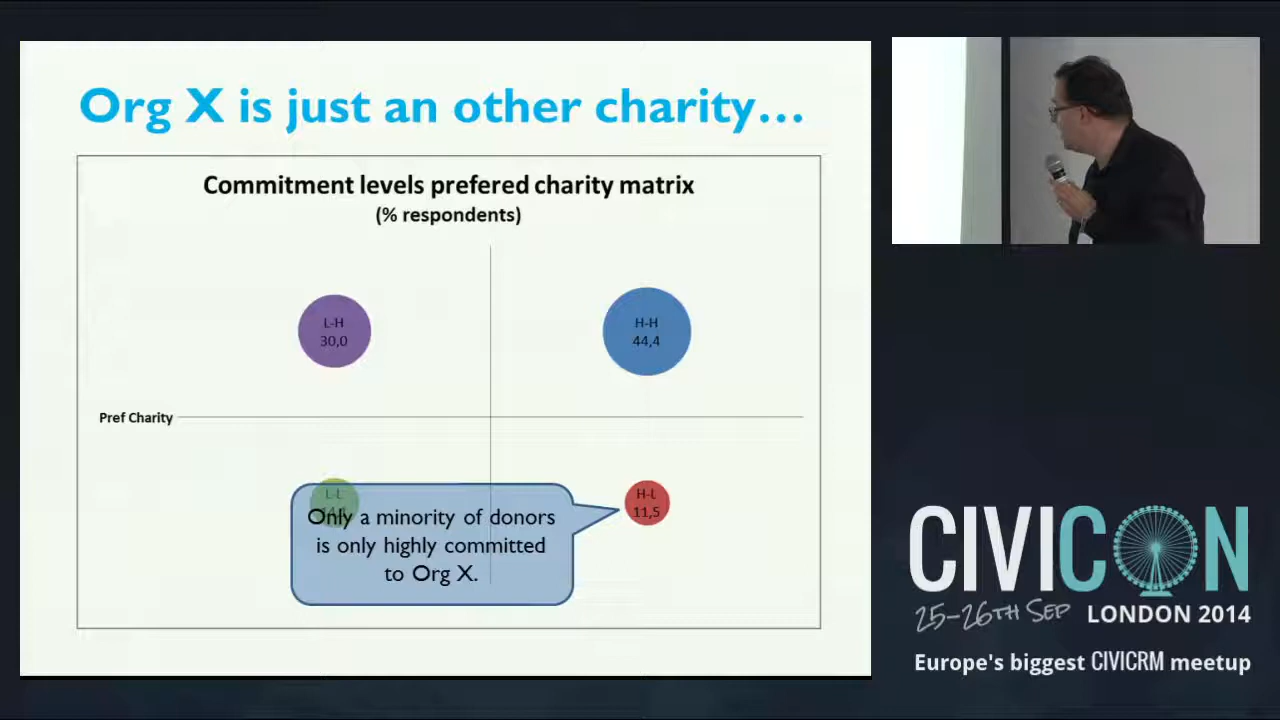 Org X is just an other charity...
Commitment levels prefered charity matrix
(% respondents)
L-H
30,0
H-H
44,4
Pref Charity
L-L
H-L
11,5
Only a minority of donors
is only highly committed
to Org X.
CIVICON
25-26TH SEP LONDON 2014
Europe's biggest CIVICRM meetup